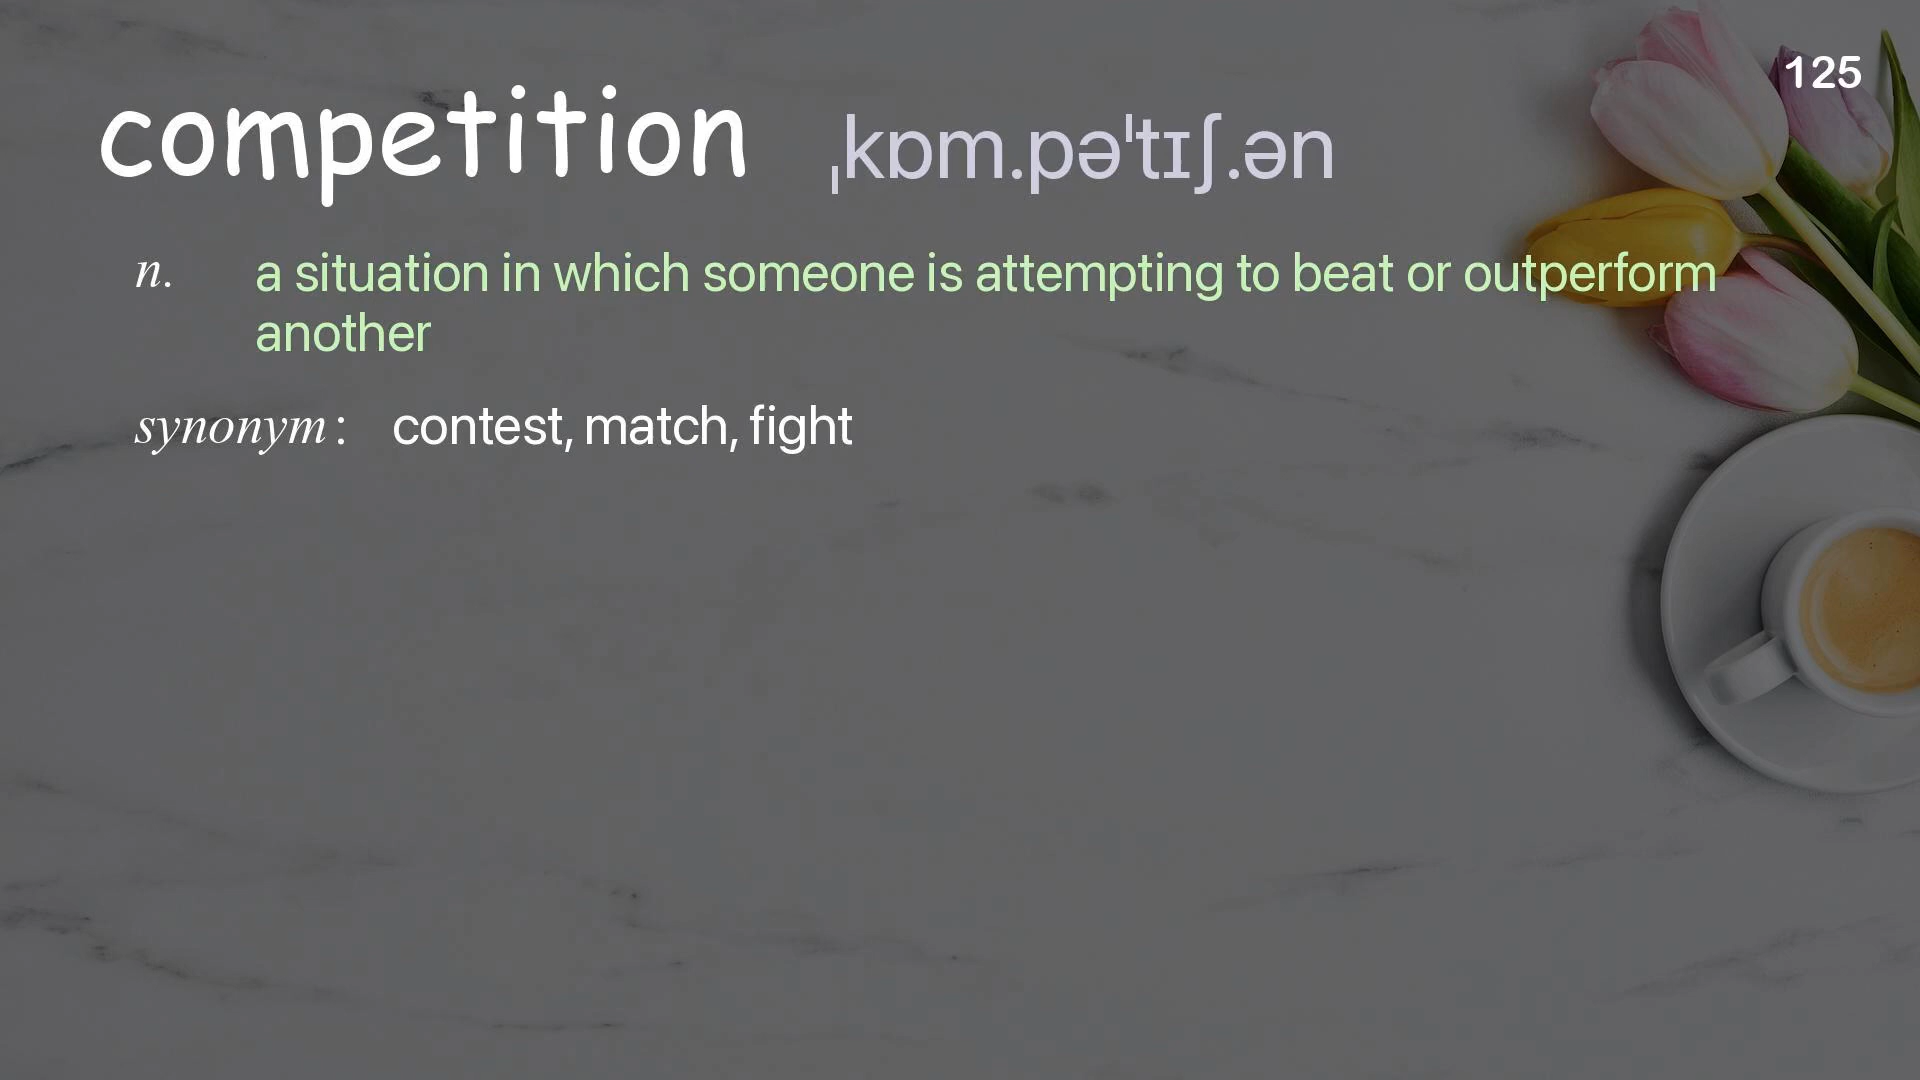 125
competition ˌkɒm.pəˈtɪʃ.ən
n. a situation in which someone is attempting to beat or outperform
another
synonym : contest, match, fight